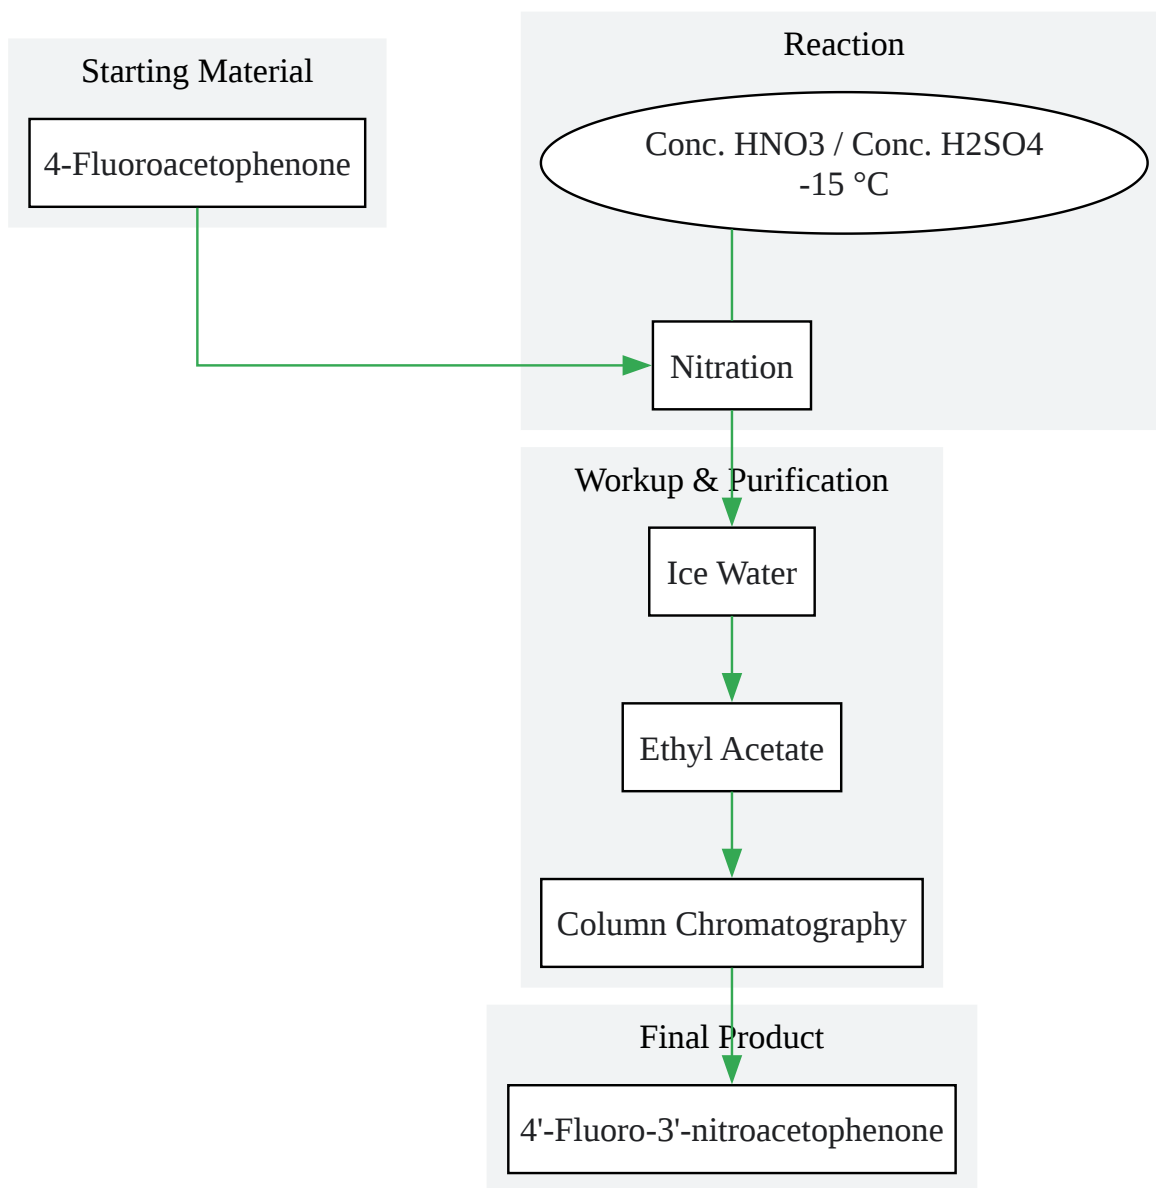 Starting Material
4-Fluoroacetophenone
Reaction
Conc. HNO3 / Conc. H2SO4
-15 °C
Nitration
Workup & Purification
Ice Water
Ethyl Acetate
Column Chromatography
Final Product
4'-Fluoro-3'-nitroacetophenone